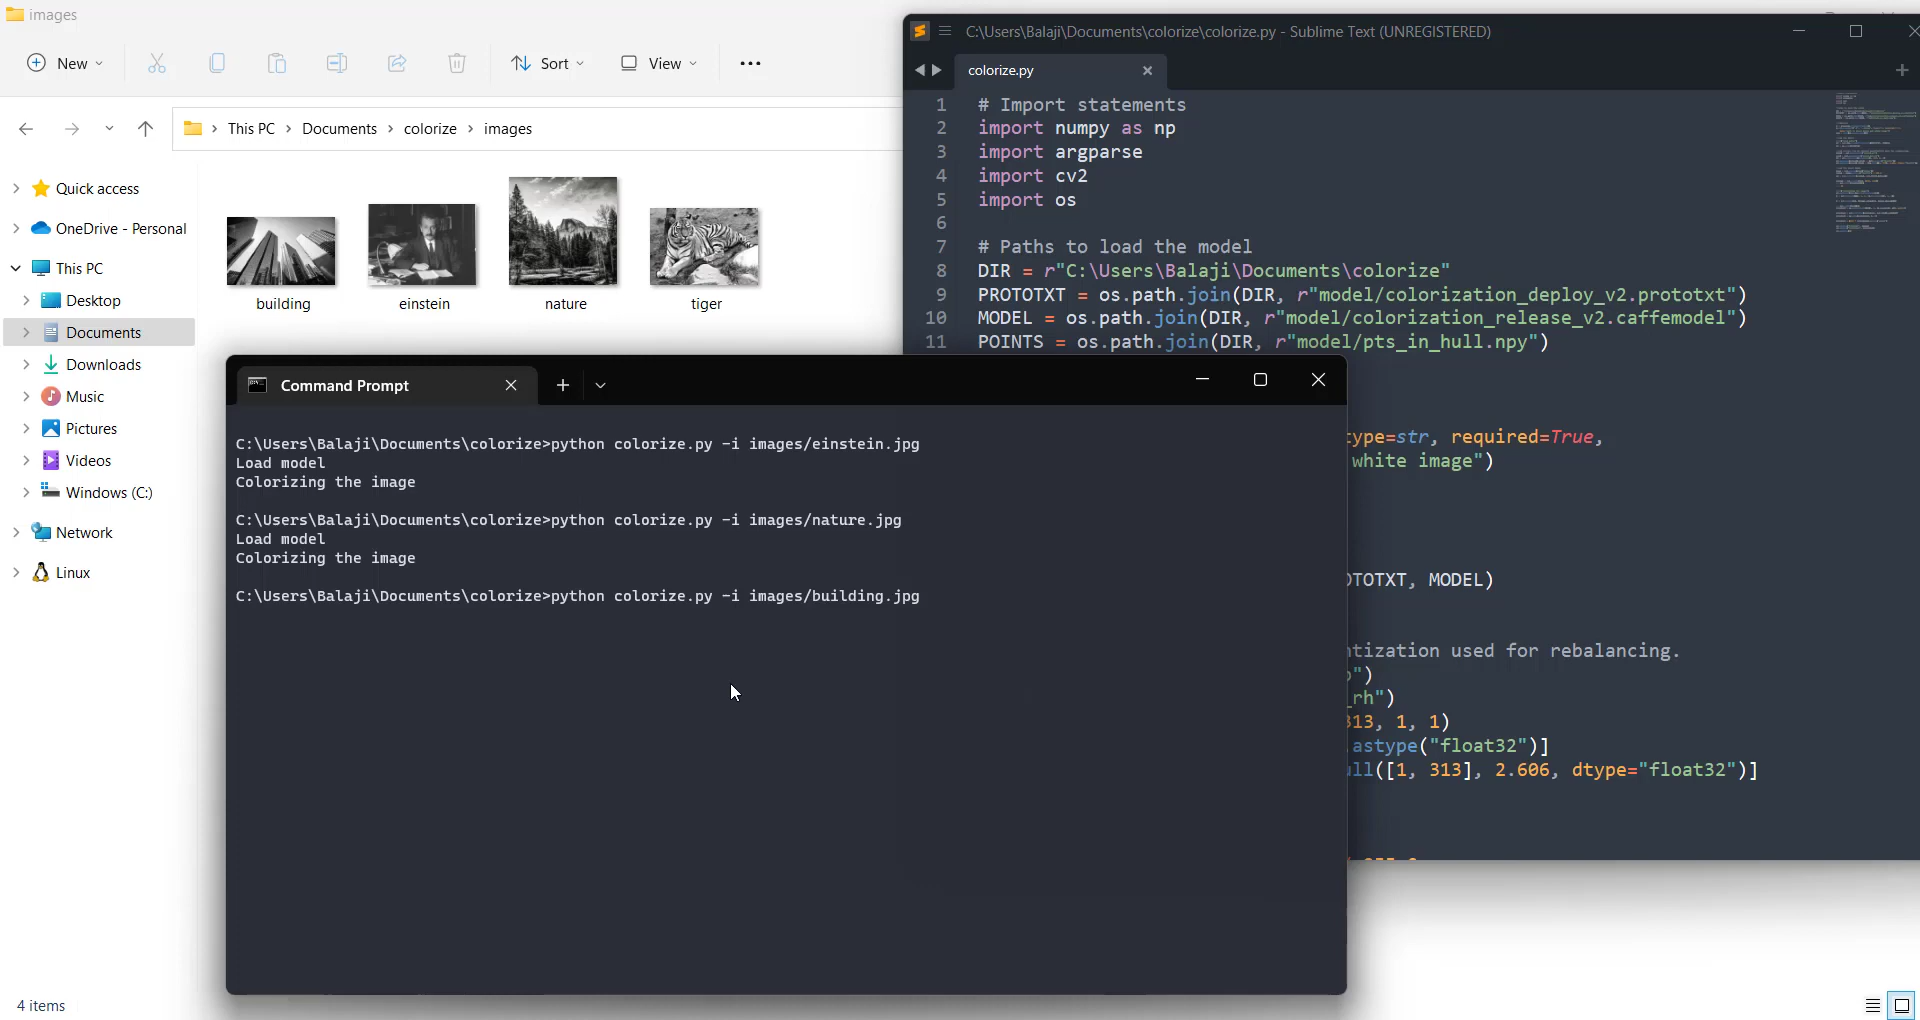 images
New
Sort
View
This PC
Documents
colorize
images
Quick access
OneDrive - Personal
This PC
Desktop
Documents
Downloads
Music
Pictures
Videos
Windows (C:)
Network
Linux
building
einstein
nature
tiger
4 items
C:\Users\Balaji\Documents\colorize\colorize.py - Sublime Text (UNREGISTERED)
colorize.py
1 # Import statements
2 import numpy as np
3 import argparse
4 import cv2
5 import os
6
7 # Paths to load the model
8 DIR = r"C:\Users\Balaji\Documents\colorize"
9 PROTOTXT = os.path.join(DIR, r"model/colorization_deploy_v2.prototxt")
10 MODEL = os.path.join(DIR, r"model/colorization_release_v2.caffemodel")
11 POINTS = os.path.join(DIR, r"model/pts_in_hull.npy")
type=str, required=True,
white image")
OTOTXT, MODEL)
ntization used for rebalancing.
")
_rh")
313, 1, 1)
.astype("float32")]
ull([1, 313], 2.606, dtype="float32")]
Command Prompt
C:\Users\Balaji\Documents\colorize>python colorize.py -i images/einstein.jpg
Load model
Colorizing the image
C:\Users\Balaji\Documents\colorize>python colorize.py -i images/nature.jpg
Load model
Colorizing the image
C:\Users\Balaji\Documents\colorize>python colorize.py -i images/building.jpg